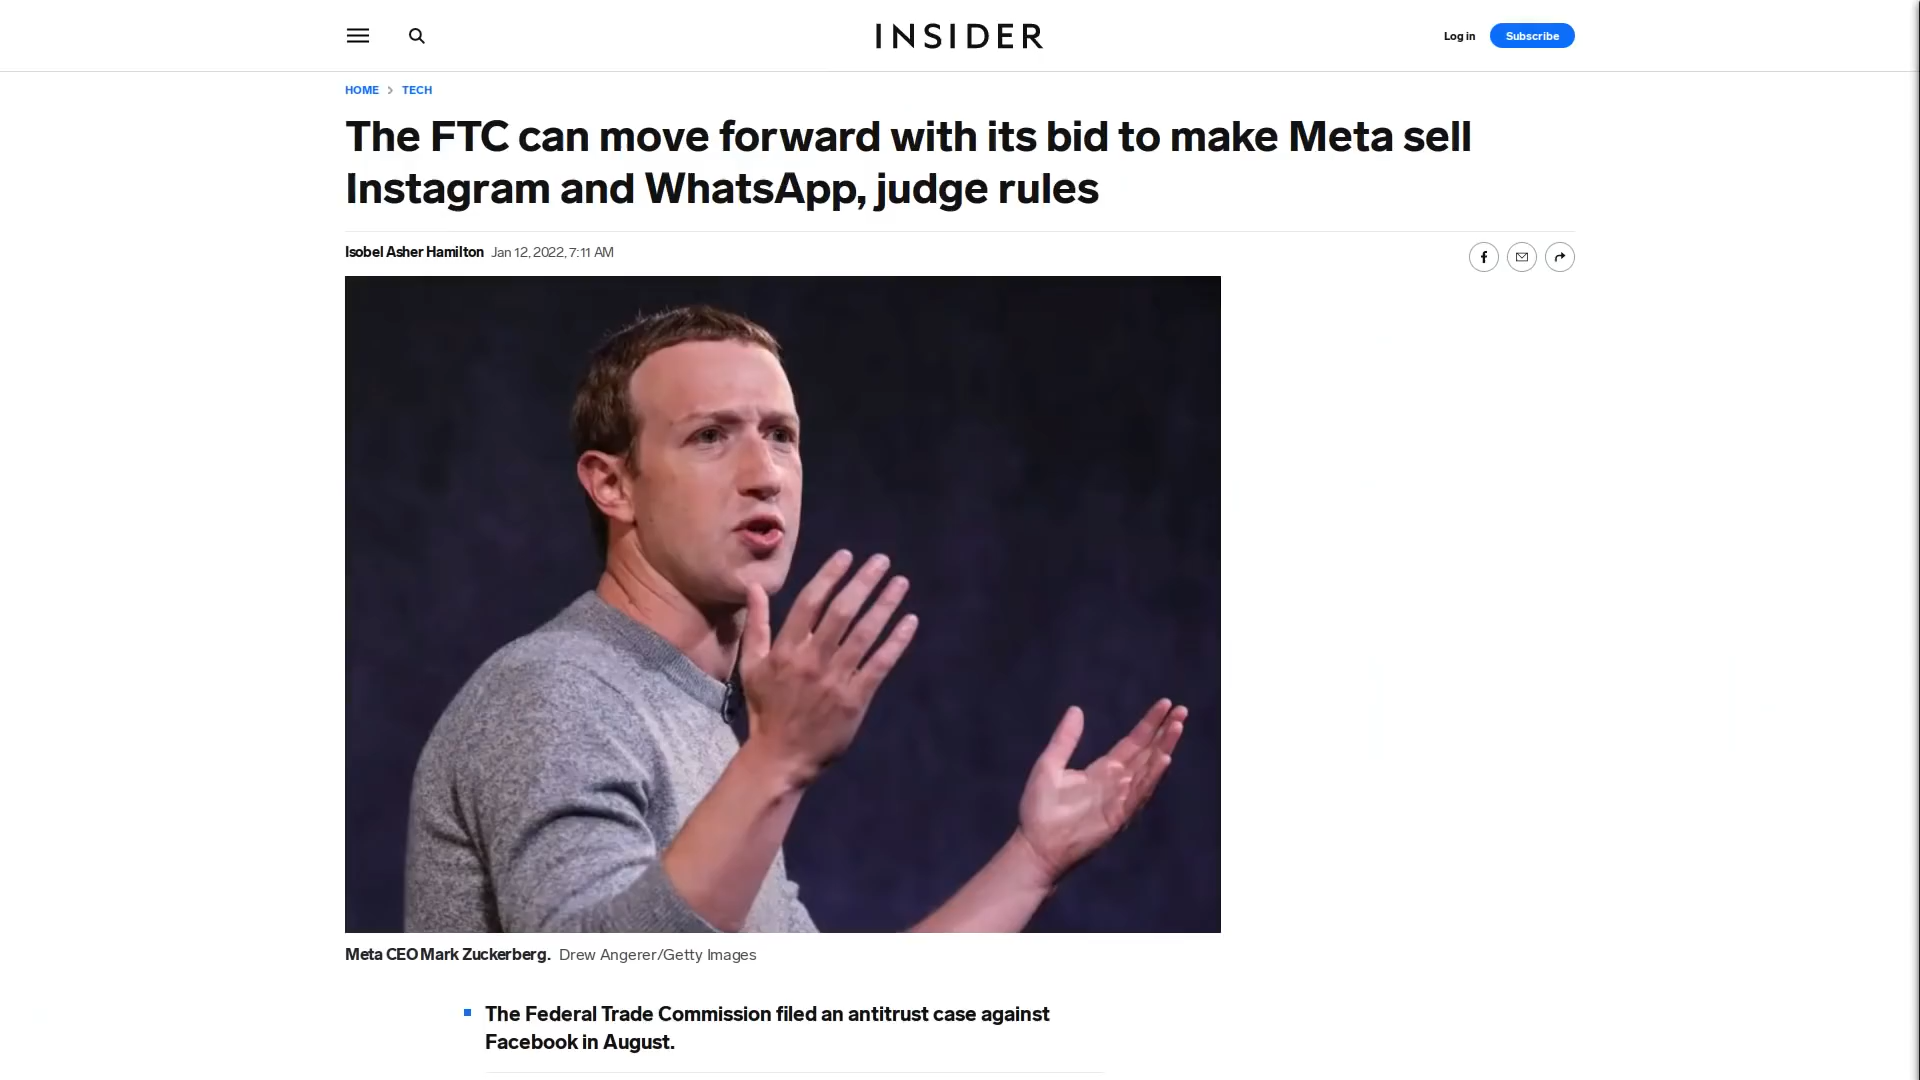 INSIDER
Log in
Subscribe
HOME > TECH
The FTC can move forward with its bid to make Meta sell
Instagram and WhatsApp, judge rules
Isobel Asher Hamilton Jan 12, 2022, 7:11 AM
Meta CEO Mark Zuckerberg. Drew Angerer/Getty Images
The Federal Trade Commission filed an antitrust case against
Facebook in August.